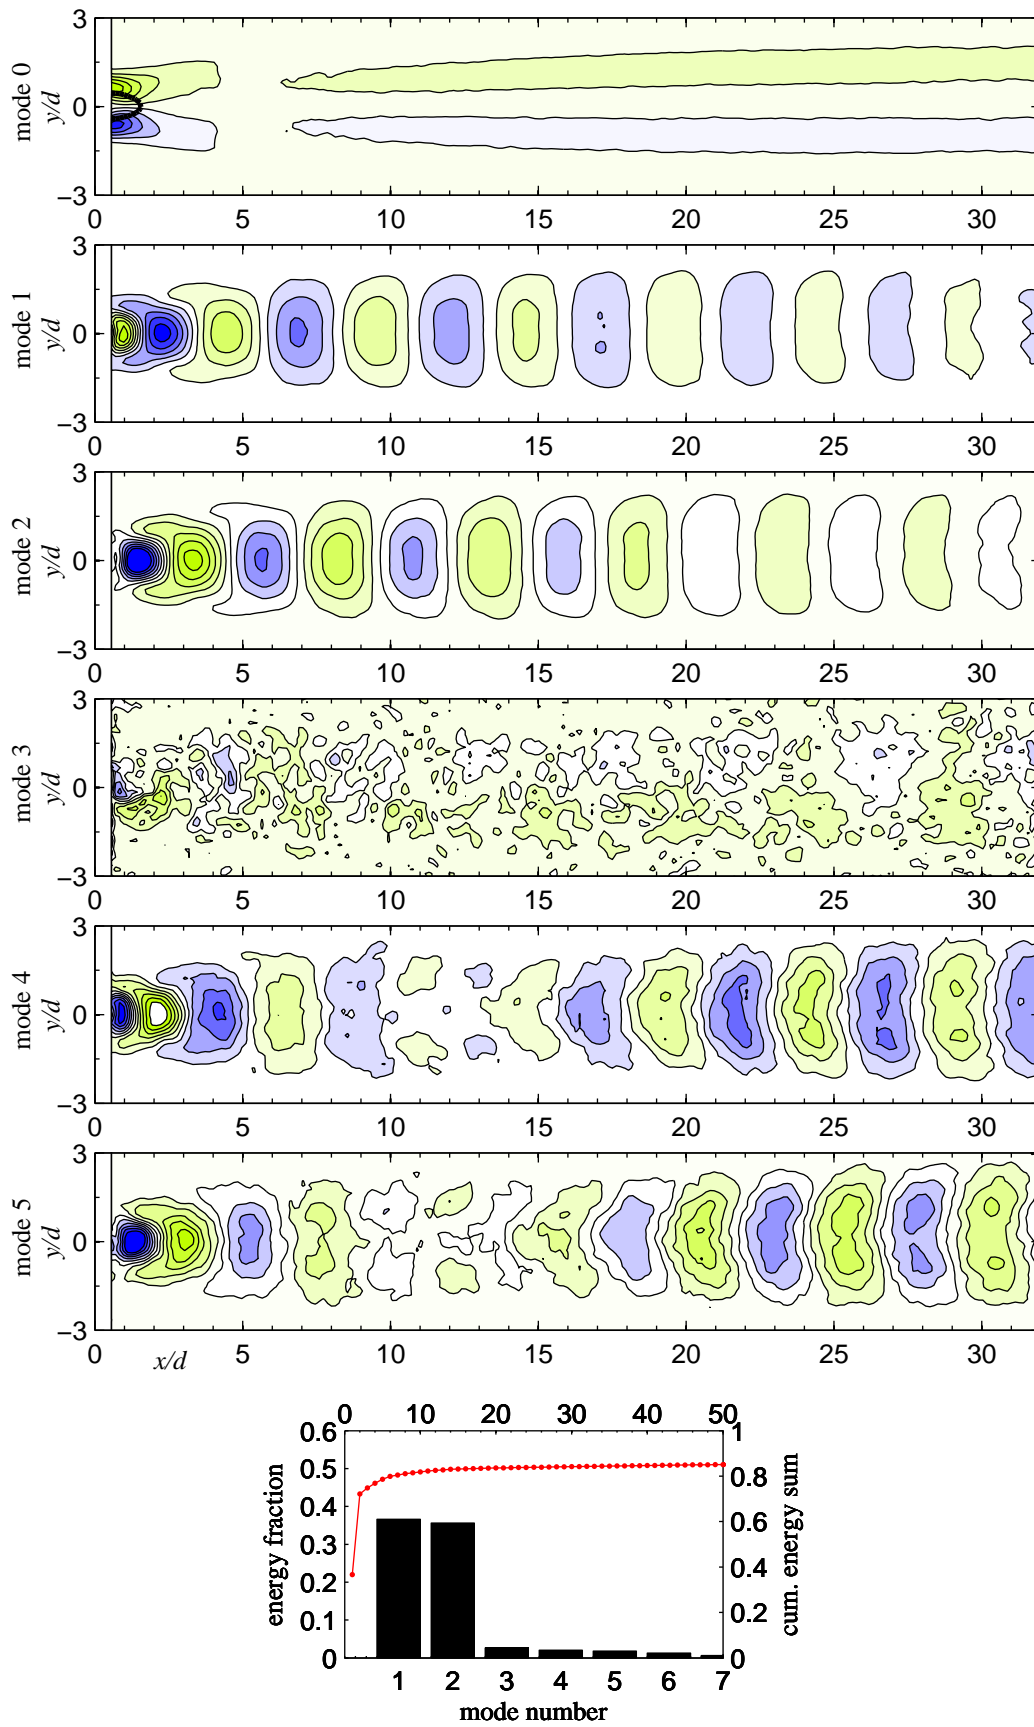 mode 0
y/d
3
0
−3
0 5 10 15 20 25 30
mode 1
y/d
3
0
−3
0 5 10 15 20 25 30
mode 2
y/d
3
0
−3
0 5 10 15 20 25 30
mode 3
y/d
3
0
−3
0 5 10 15 20 25 30
mode 4
y/d
3
0
−3
0 5 10 15 20 25 30
mode 5
y/d
3
0
−3
0 x/d 5 10 15 20 25 30
0 10 20 30 40 50
energy fraction
0.6
0.5
0.4
0.3
0.2
0.1
0
1
0.8
0.6
0.4
0.2
0
cum. energy sum
1 2 3 4 5 6 7
mode number